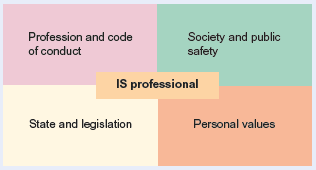 Profession and code
of conduct
Society and public
safety
IS professional
State and legislation
Personal values